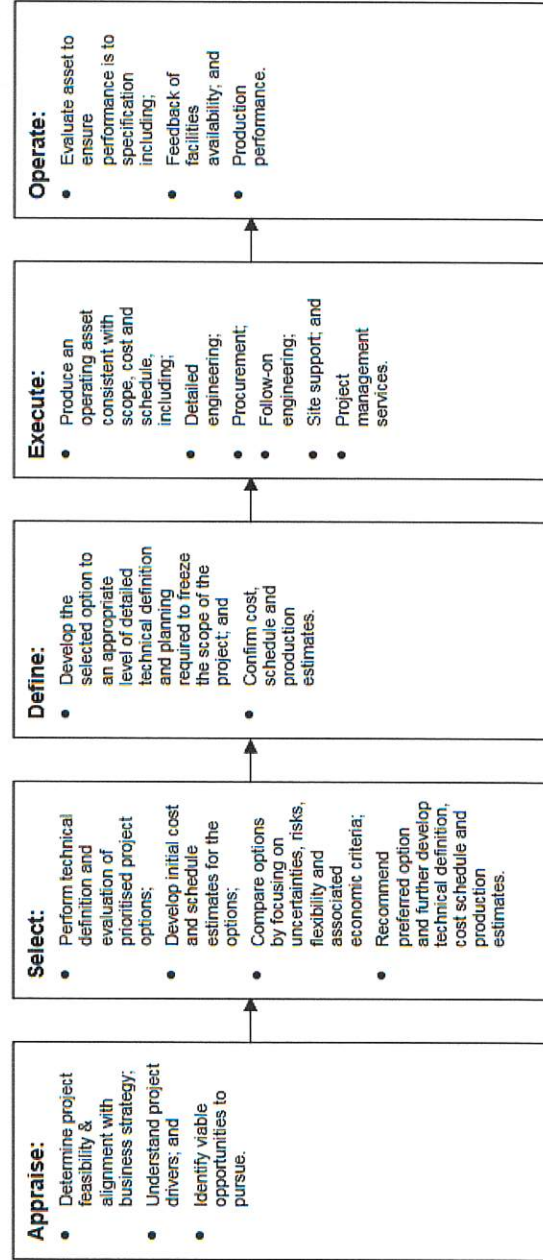 Appraise:
• Determine project
feasibility &
alignment with
business strategy;
• Understand project
drivers; and
• Identify viable
opportunities to
pursue.
Select:
• Perform technical
definition and
evaluation of
prioritised project
options;
• Develop initial cost
and schedule
estimates for the
options;
• Compare options
by focusing on
uncertainties, risks,
flexibility and
associated
economic criteria;
• Recommend
preferred option
and further develop
technical definition,
cost schedule and
production
estimates.
Define:
• Develop the
selected option to
an appropriate
level of detailed
technical definition
and planning
required to freeze
the scope of the
project; and
• Confirm cost,
schedule and
production
estimates.
Execute:
• Produce an
operating asset
consistent with
scope, cost and
schedule,
including;
• Detailed
engineering;
• Procurement;
• Follow-on
engineering;
• Site support; and
• Project
management
services.
Operate:
• Evaluate asset to
ensure
performance is to
specification
including;
• Feedback of
facilities
availability; and
• Production
performance.